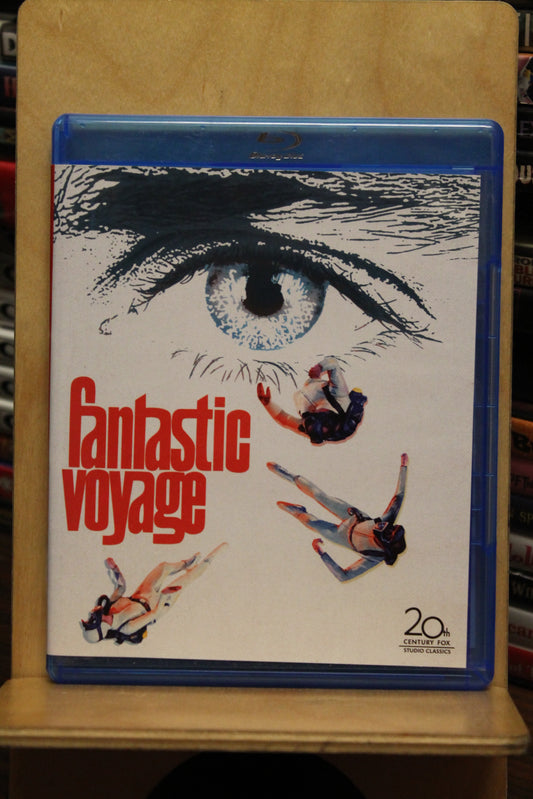 Blu-ray Disc
fantastic
voyage
20th
CENTURY FOX
STUDIO CLASSICS